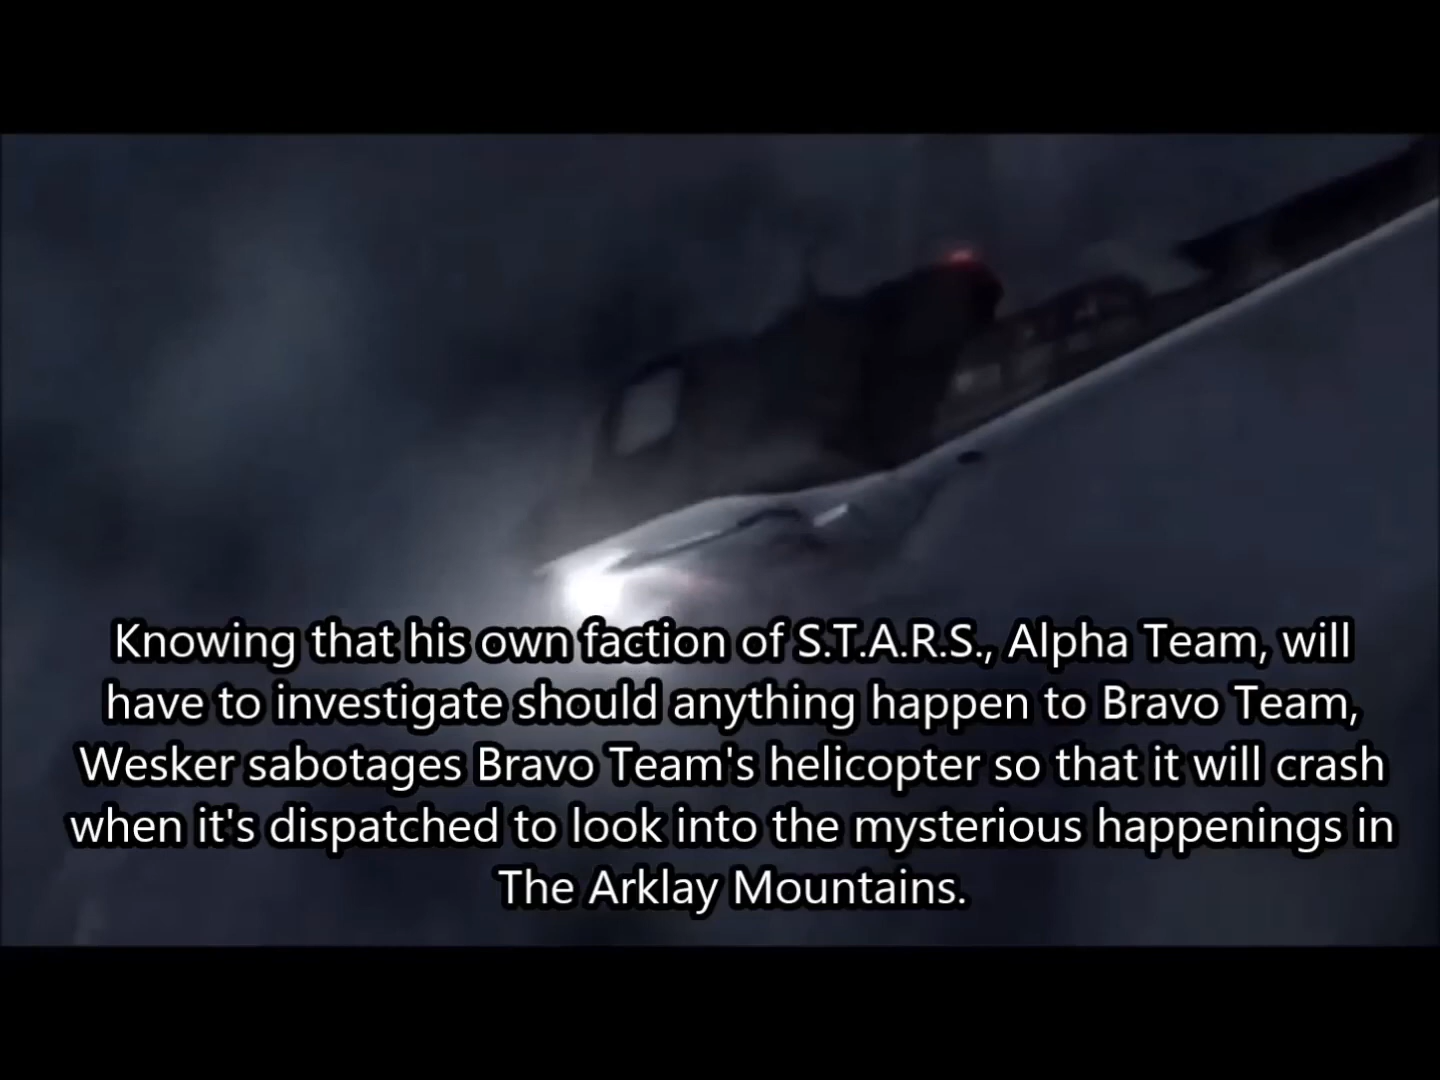 Knowing that his own faction of S.T.A.R.S., Alpha Team, will
have to investigate should anything happen to Bravo Team,
Wesker sabotages Bravo Team's helicopter so that it will crash
when it's dispatched to look into the mysterious happenings in
The Arklay Mountains.